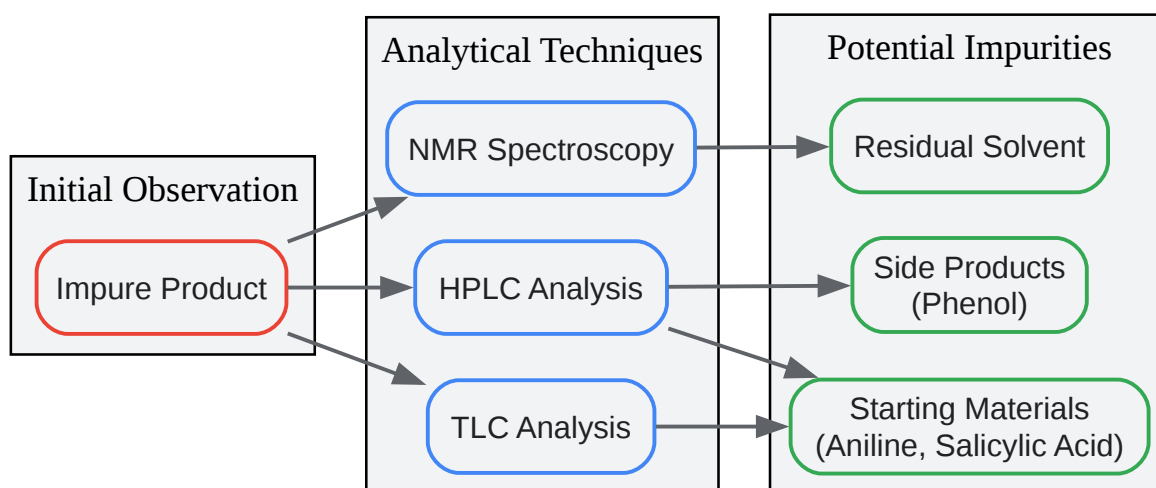 Initial Observation
Impure Product
Analytical Techniques
NMR Spectroscopy
HPLC Analysis
TLC Analysis
Potential Impurities
Residual Solvent
Side Products
(Phenol)
Starting Materials
(Aniline, Salicylic Acid)